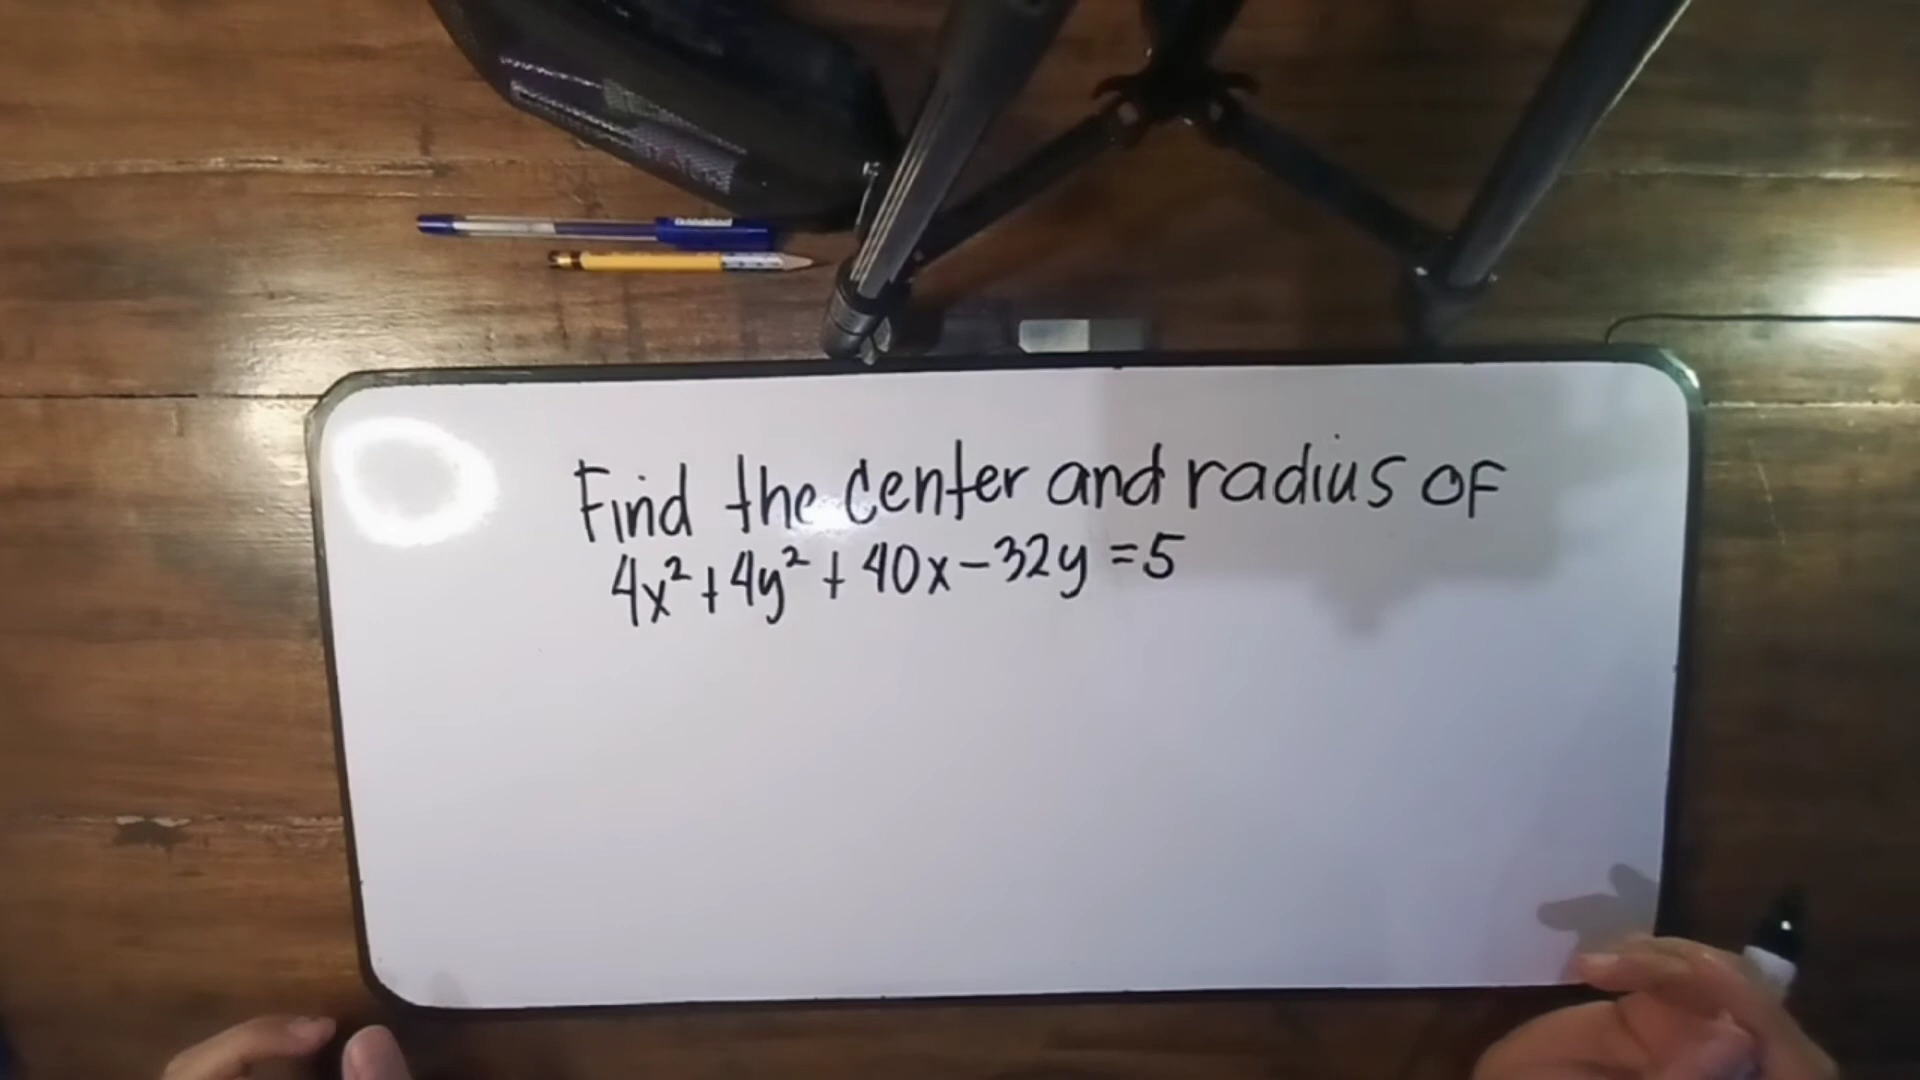 Find the center and radius of
4x²+4y²+40x-32y=5